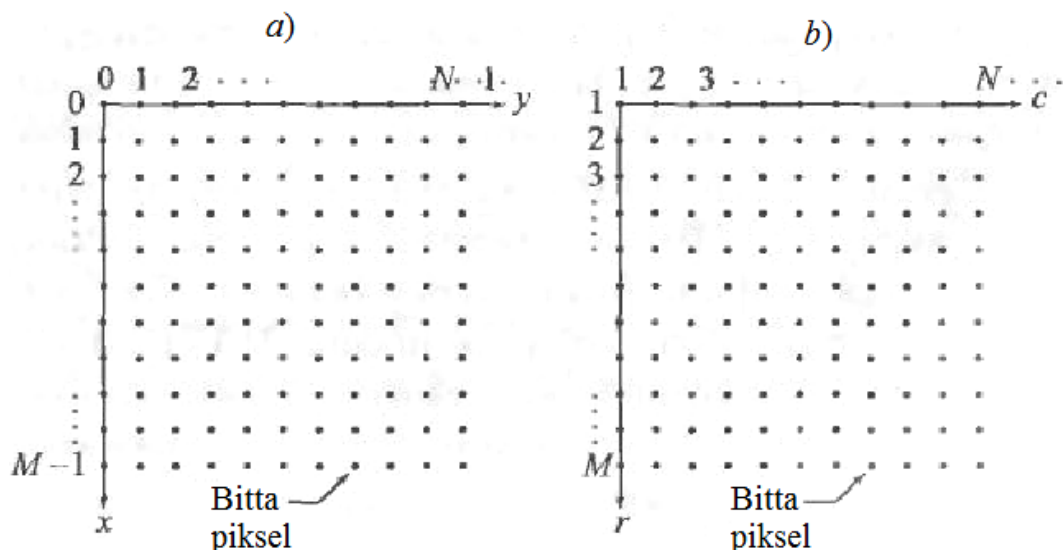 a)
0 1 2 . . . N - 1
0 y
1
2
M - 1
x
Bitta
piksel
b)
1 2 3 . . . N
1 c
2
3
M
r
Bitta
piksel